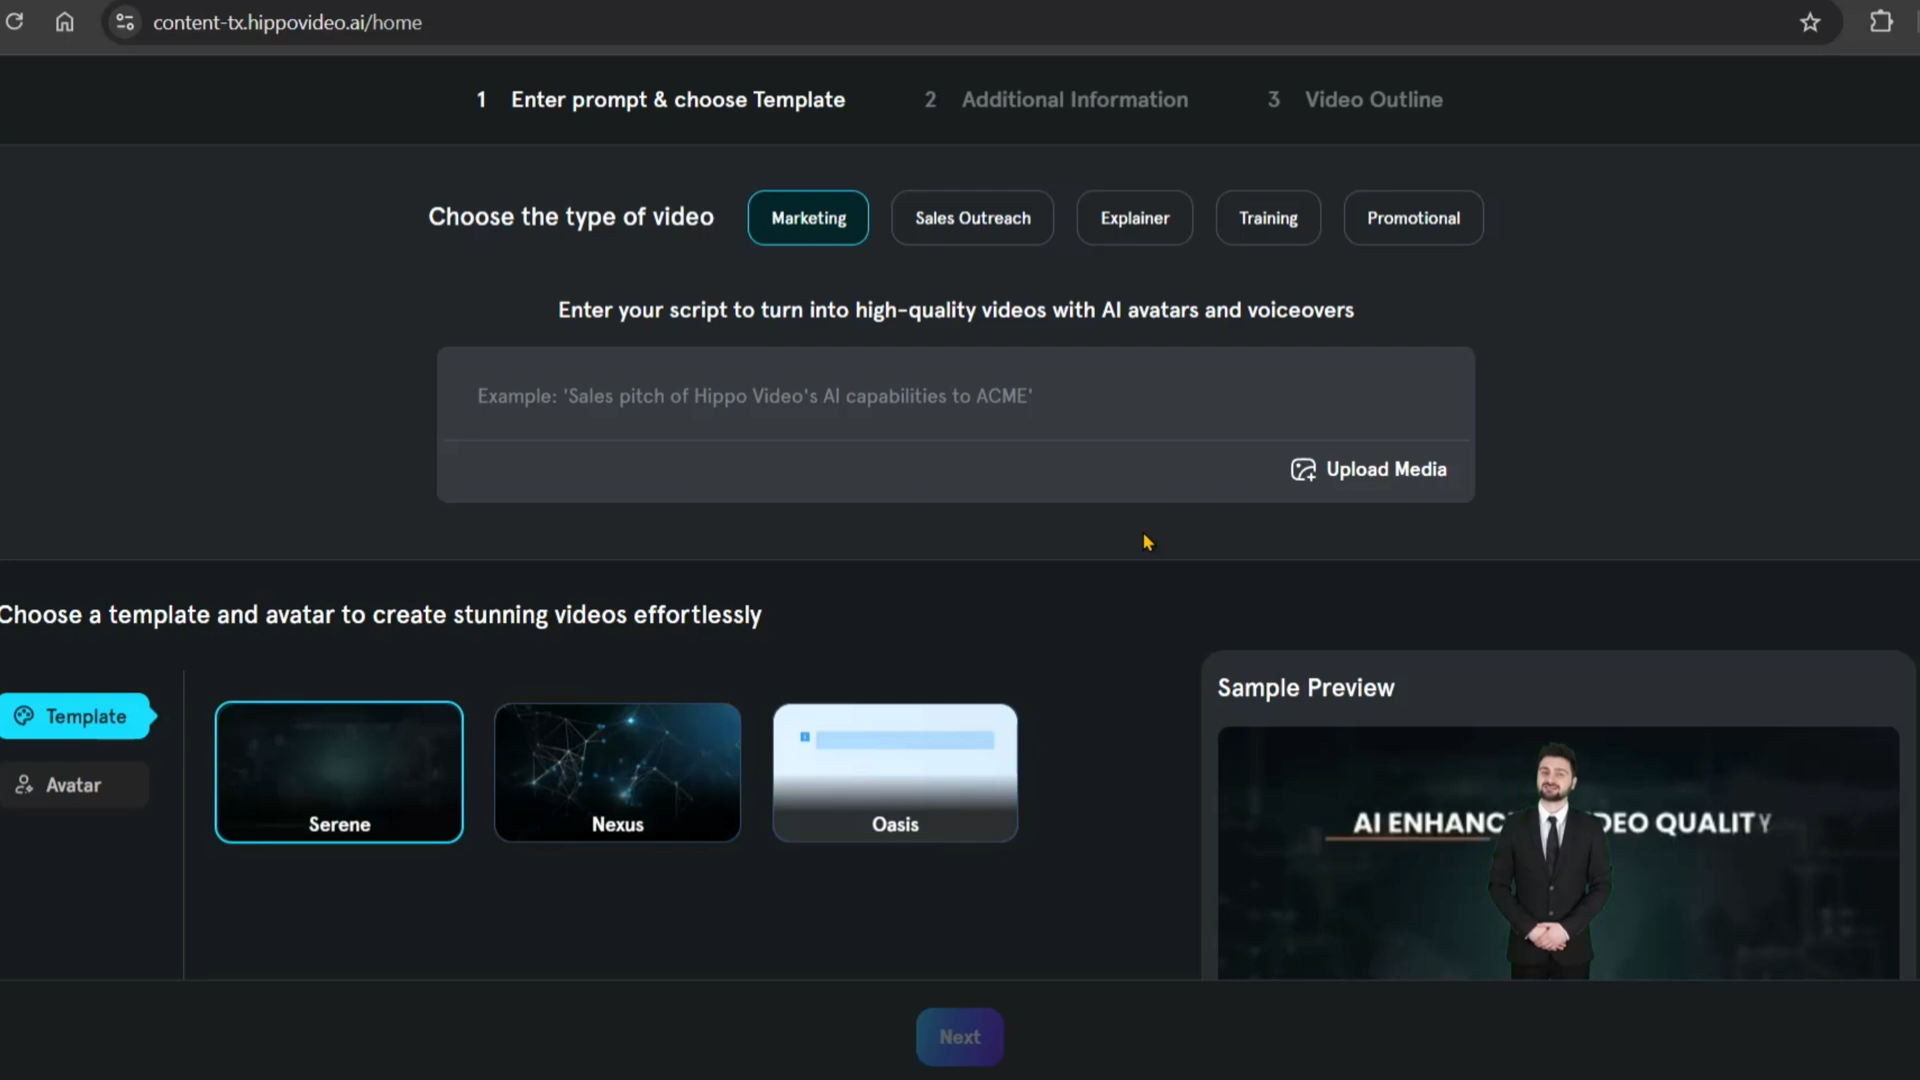 content-tx.hippovideo.ai/home
1 Enter prompt & choose Template 2 Additional Information 3 Video Outline
Choose the type of video Marketing Sales Outreach Explainer Training Promotional
Enter your script to turn into high-quality videos with AI avatars and voiceovers
Example: 'Sales pitch of Hippo Video's AI capabilities to ACME'
Upload Media
Choose a template and avatar to create stunning videos effortlessly
Template
Avatar
Serene
Nexus
Oasis
Sample Preview
AI ENHANC DEO QUALITY
Next